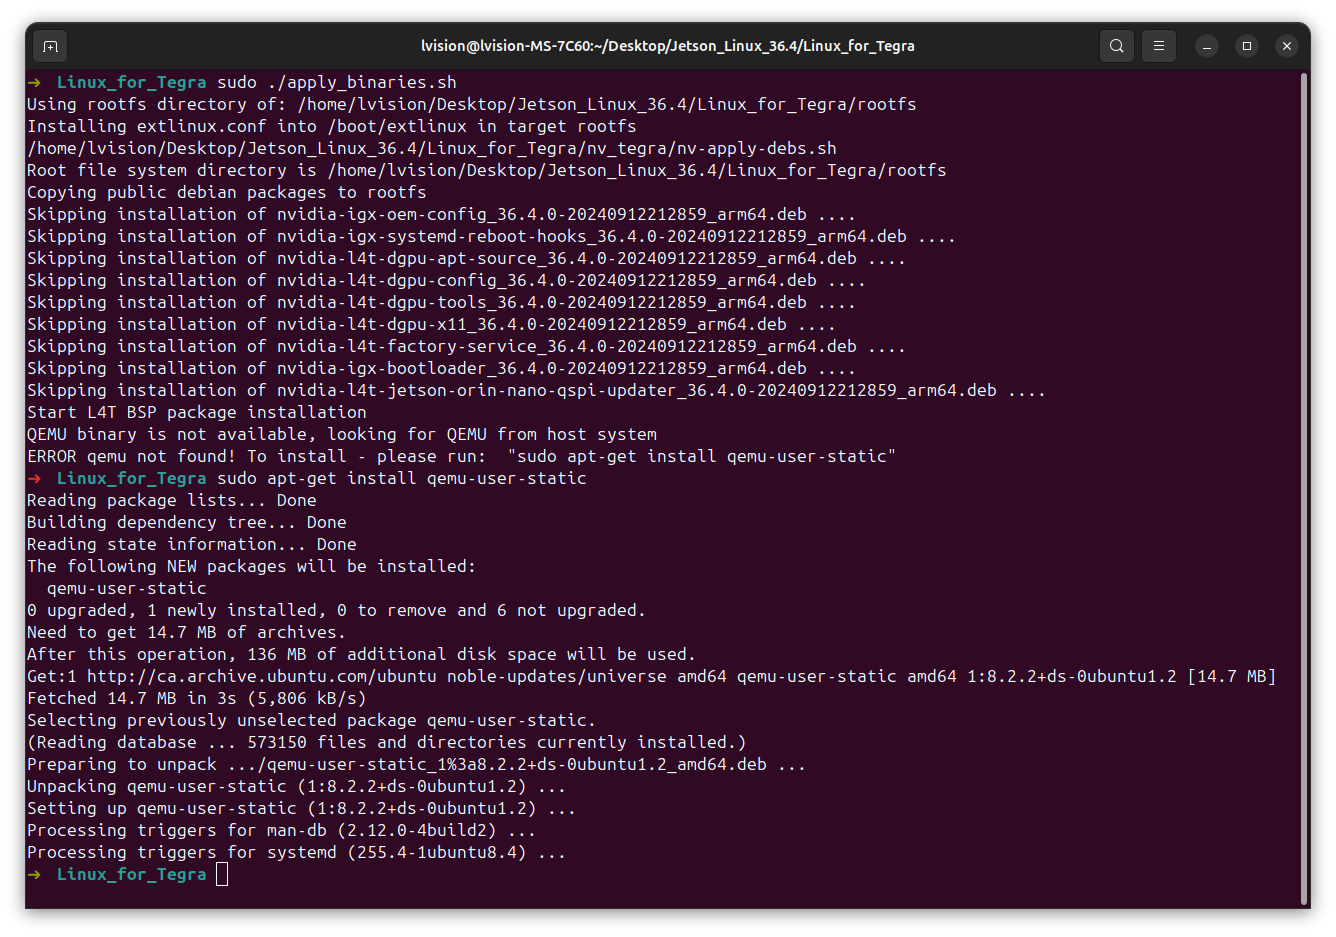 lvision@lvision-MS-7C60:~/Desktop/Jetson_Linux_36.4/Linux_for_Tegra
➜  Linux_for_Tegra sudo ./apply_binaries.sh
Using rootfs directory of: /home/lvision/Desktop/Jetson_Linux_36.4/Linux_for_Tegra/rootfs
Installing extlinux.conf into /boot/extlinux in target rootfs
/home/lvision/Desktop/Jetson_Linux_36.4/Linux_for_Tegra/nv_tegra/nv-apply-debs.sh
Root file system directory is /home/lvision/Desktop/Jetson_Linux_36.4/Linux_for_Tegra/rootfs
Copying public debian packages to rootfs
Skipping installation of nvidia-igx-oem-config_36.4.0-20240912212859_arm64.deb ....
Skipping installation of nvidia-igx-systemd-reboot-hooks_36.4.0-20240912212859_arm64.deb ....
Skipping installation of nvidia-l4t-dgpu-apt-source_36.4.0-20240912212859_arm64.deb ....
Skipping installation of nvidia-l4t-dgpu-config_36.4.0-20240912212859_arm64.deb ....
Skipping installation of nvidia-l4t-dgpu-tools_36.4.0-20240912212859_arm64.deb ....
Skipping installation of nvidia-l4t-dgpu-x11_36.4.0-20240912212859_arm64.deb ....
Skipping installation of nvidia-l4t-factory-service_36.4.0-20240912212859_arm64.deb ....
Skipping installation of nvidia-igx-bootloader_36.4.0-20240912212859_arm64.deb ....
Skipping installation of nvidia-l4t-jetson-orin-nano-qspi-updater_36.4.0-20240912212859_arm64.deb ....
Start L4T BSP package installation
QEMU binary is not available, looking for QEMU from host system
ERROR qemu not found! To install - please run:  "sudo apt-get install qemu-user-static"
➜  Linux_for_Tegra sudo apt-get install qemu-user-static
Reading package lists... Done
Building dependency tree... Done
Reading state information... Done
The following NEW packages will be installed:
  qemu-user-static
0 upgraded, 1 newly installed, 0 to remove and 6 not upgraded.
Need to get 14.7 MB of archives.
After this operation, 136 MB of additional disk space will be used.
Get:1 http://ca.archive.ubuntu.com/ubuntu noble-updates/universe amd64 qemu-user-static amd64 1:8.2.2+ds-0ubuntu1.2 [14.7 MB]
Fetched 14.7 MB in 3s (5,806 kB/s)
Selecting previously unselected package qemu-user-static.
(Reading database ... 573150 files and directories currently installed.)
Preparing to unpack .../qemu-user-static_1%3a8.2.2+ds-0ubuntu1.2_amd64.deb ...
Unpacking qemu-user-static (1:8.2.2+ds-0ubuntu1.2) ...
Setting up qemu-user-static (1:8.2.2+ds-0ubuntu1.2) ...
Processing triggers for man-db (2.12.0-4build2) ...
Processing triggers for systemd (255.4-1ubuntu8.4) ...
➜  Linux_for_Tegra